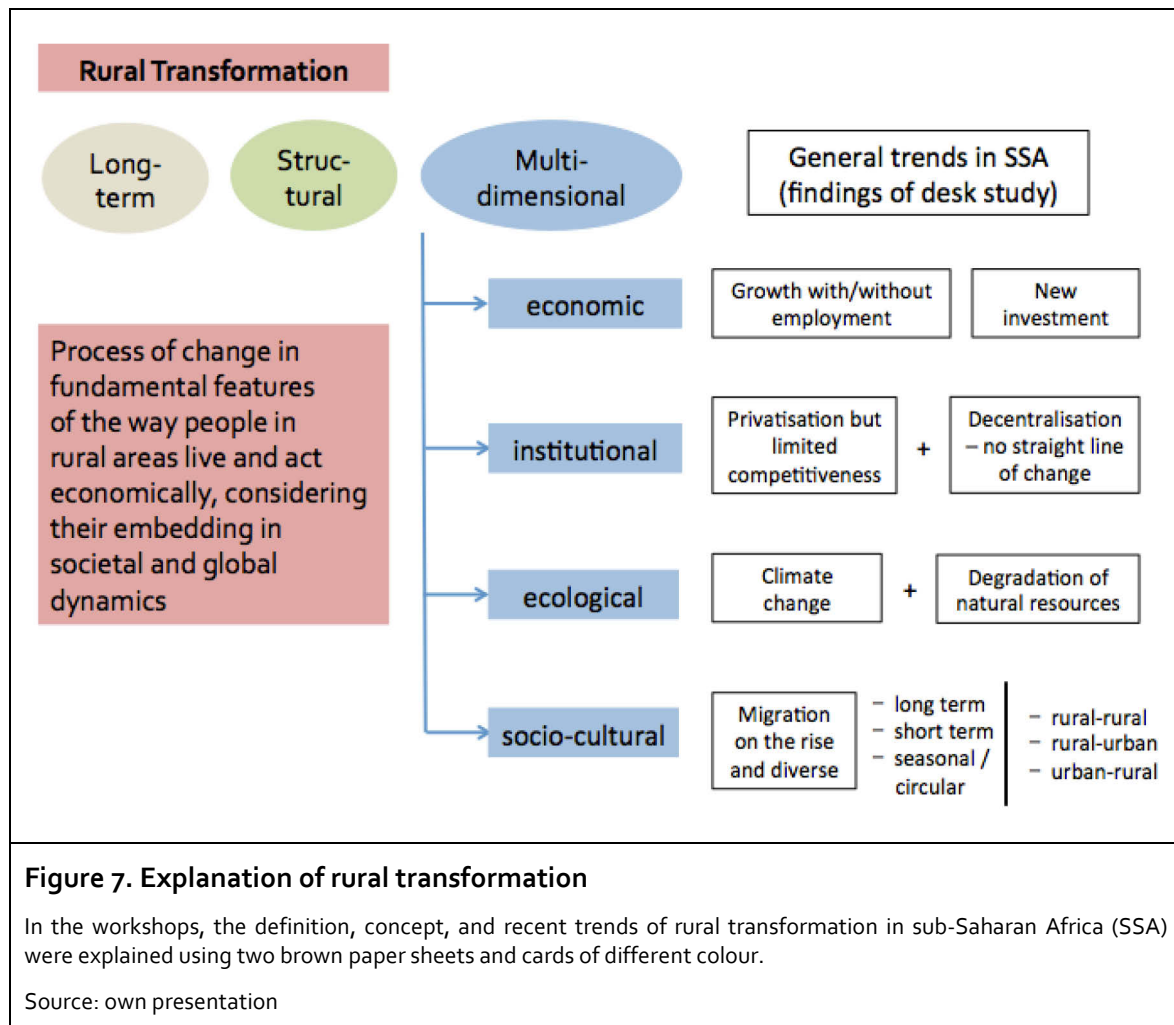 Rural Transformation
Long-
term
Struc-
tural
Multi-
dimensional
General trends in SSA
(findings of desk study)
Process of change in
fundamental features
of the way people in
rural areas live and act
economically, considering
their embedding in
societal and global
dynamics
economic
Growth with/without
employment
New
investment
institutional
Privatisation but
limited
competitiveness
+
Decentralisation
– no straight line
of change
ecological
Climate
change
+
Degradation of
natural resources
socio-cultural
Migration
on the rise
and diverse
– long term
– short term
– seasonal /
circular
– rural-rural
– rural-urban
– urban-rural
Figure 7. Explanation of rural transformation
In the workshops, the definition, concept, and recent trends of rural transformation in sub-Saharan Africa (SSA)
were explained using two brown paper sheets and cards of different colour.
Source: own presentation